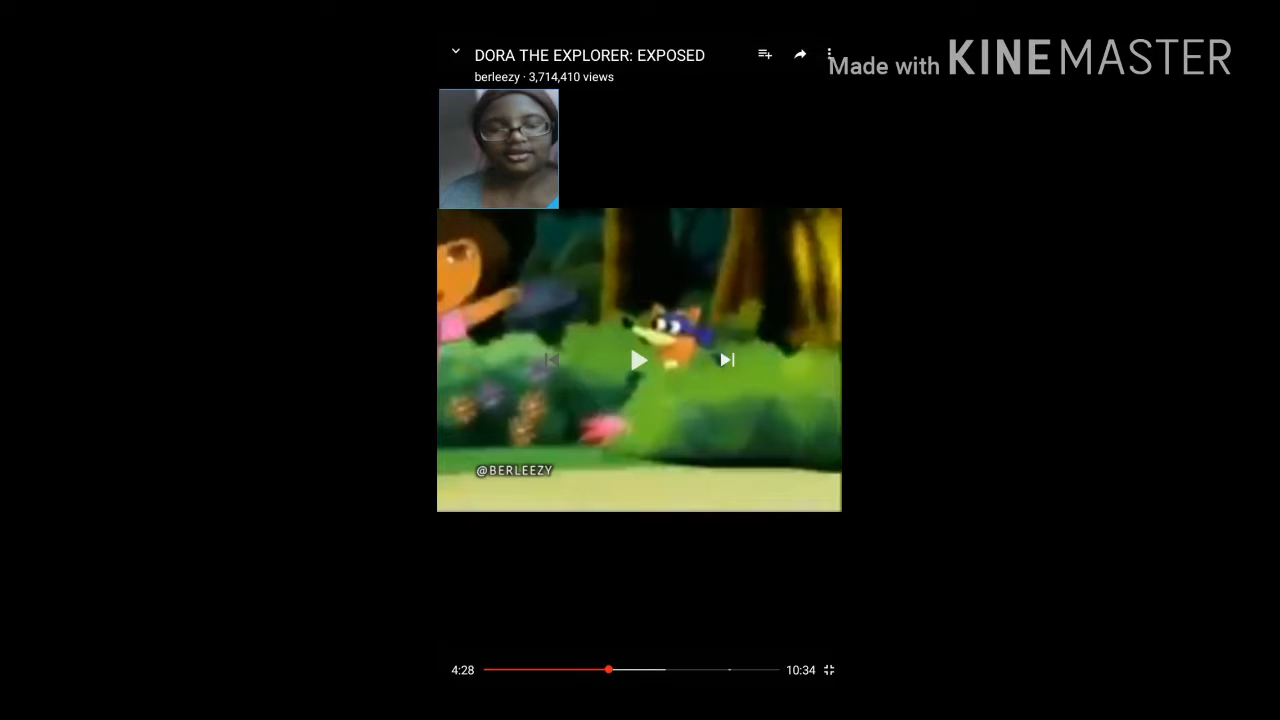 DORA THE EXPLORER: EXPOSED
berleezy · 3,714,410 views
Made with KINEMASTER
@BERLEEZY
4:28
10:34